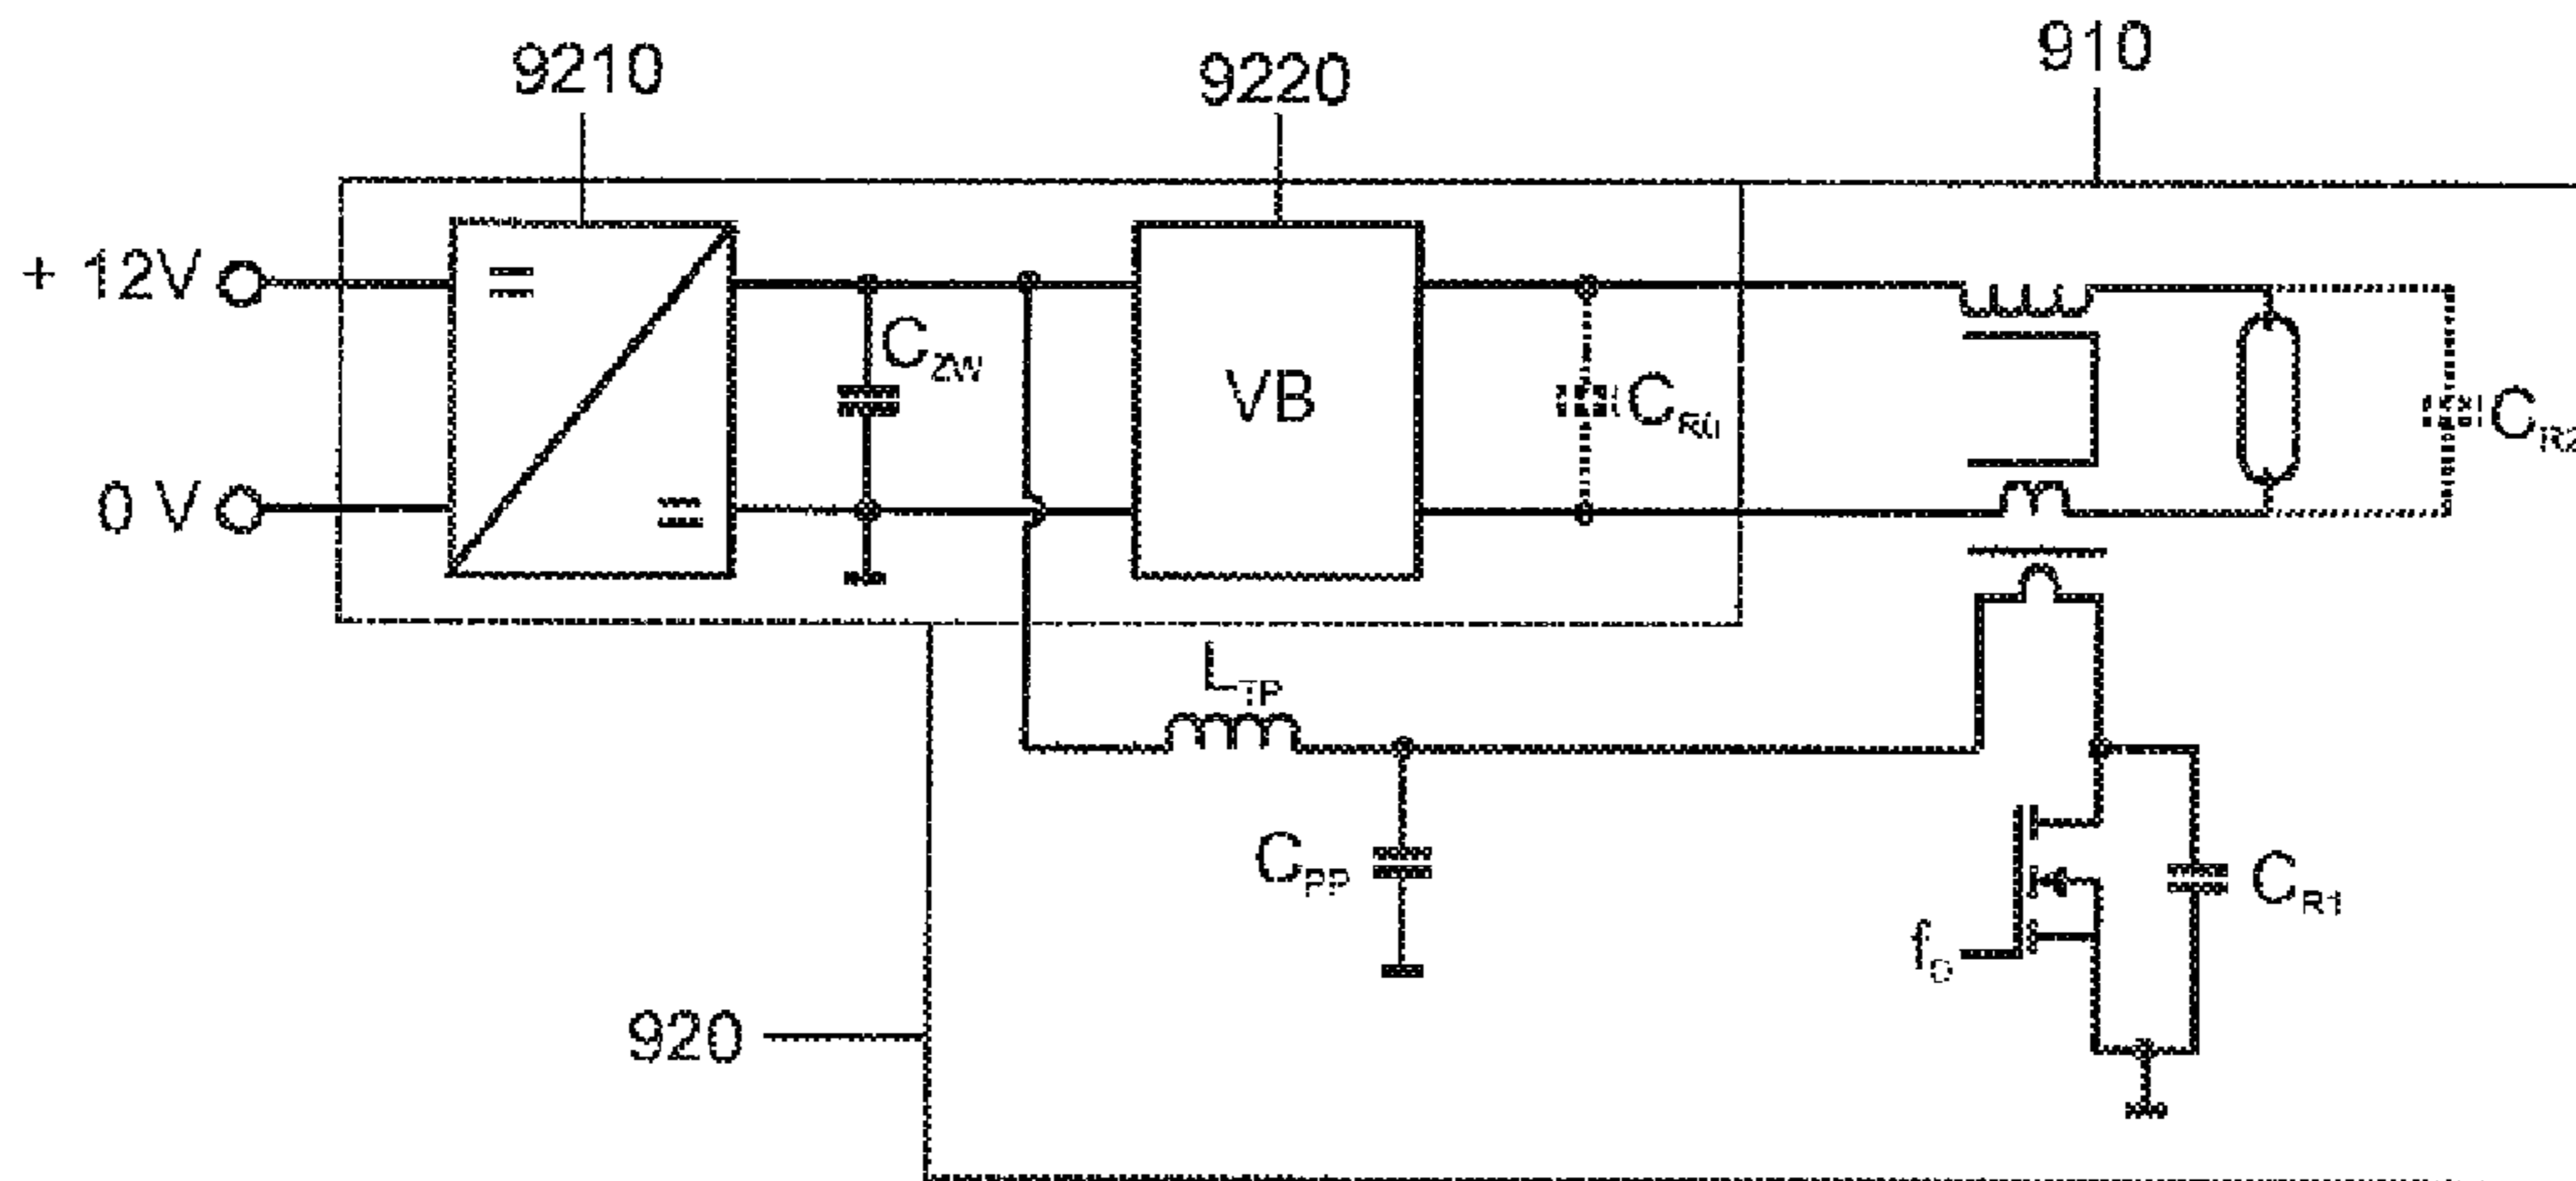 9210
9220
910
+ 12V
C_ZW
VB
C_R0
C_R2
0 V
L_TP
C_PP
C_R1
f_0
920